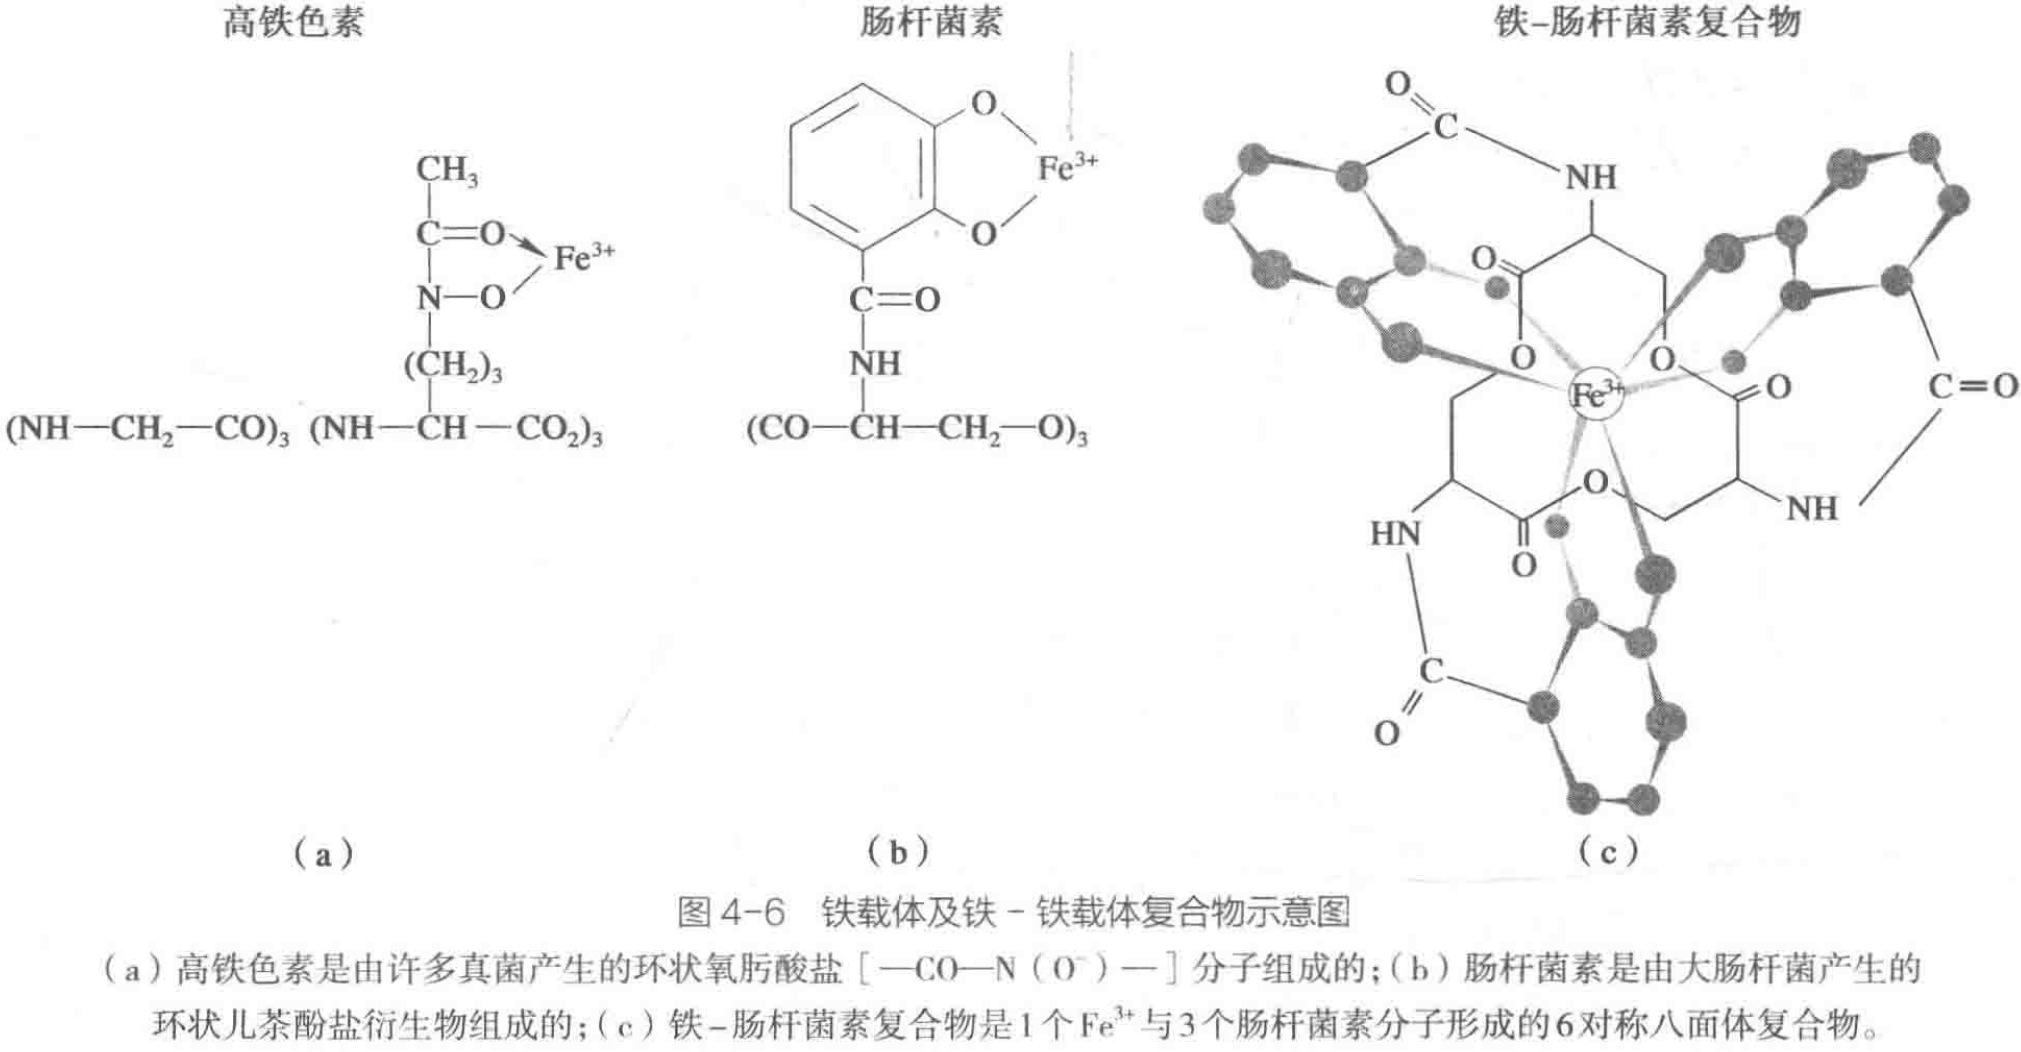 高铁色素
肠杆菌素
铁-肠杆菌素复合物
CH₃
C=O
Fe³⁺
N—O
(CH₂)₃
(NH—CH₂—CO)₃ (NH—CH—CO₂)₃
O
Fe³⁺
O
C=O
NH
(CO—CH—CH₂—O)₃
O
C
NH
O
O
O
Fe³⁺
O
C=O
O
NH
HN
O
C
O
(a)
(b)
(c)
图 4-6 铁载体及铁-铁载体复合物示意图
(a)高铁色素是由许多真菌产生的环状氧肟酸盐[—CO—N(O⁻)—]分子组成的;(b)肠杆菌素是由大肠杆菌产生的
环状儿茶酚盐衍生物组成的;(c)铁-肠杆菌素复合物是1个Fe³⁺与3个肠杆菌素分子形成的6对称八面体复合物。